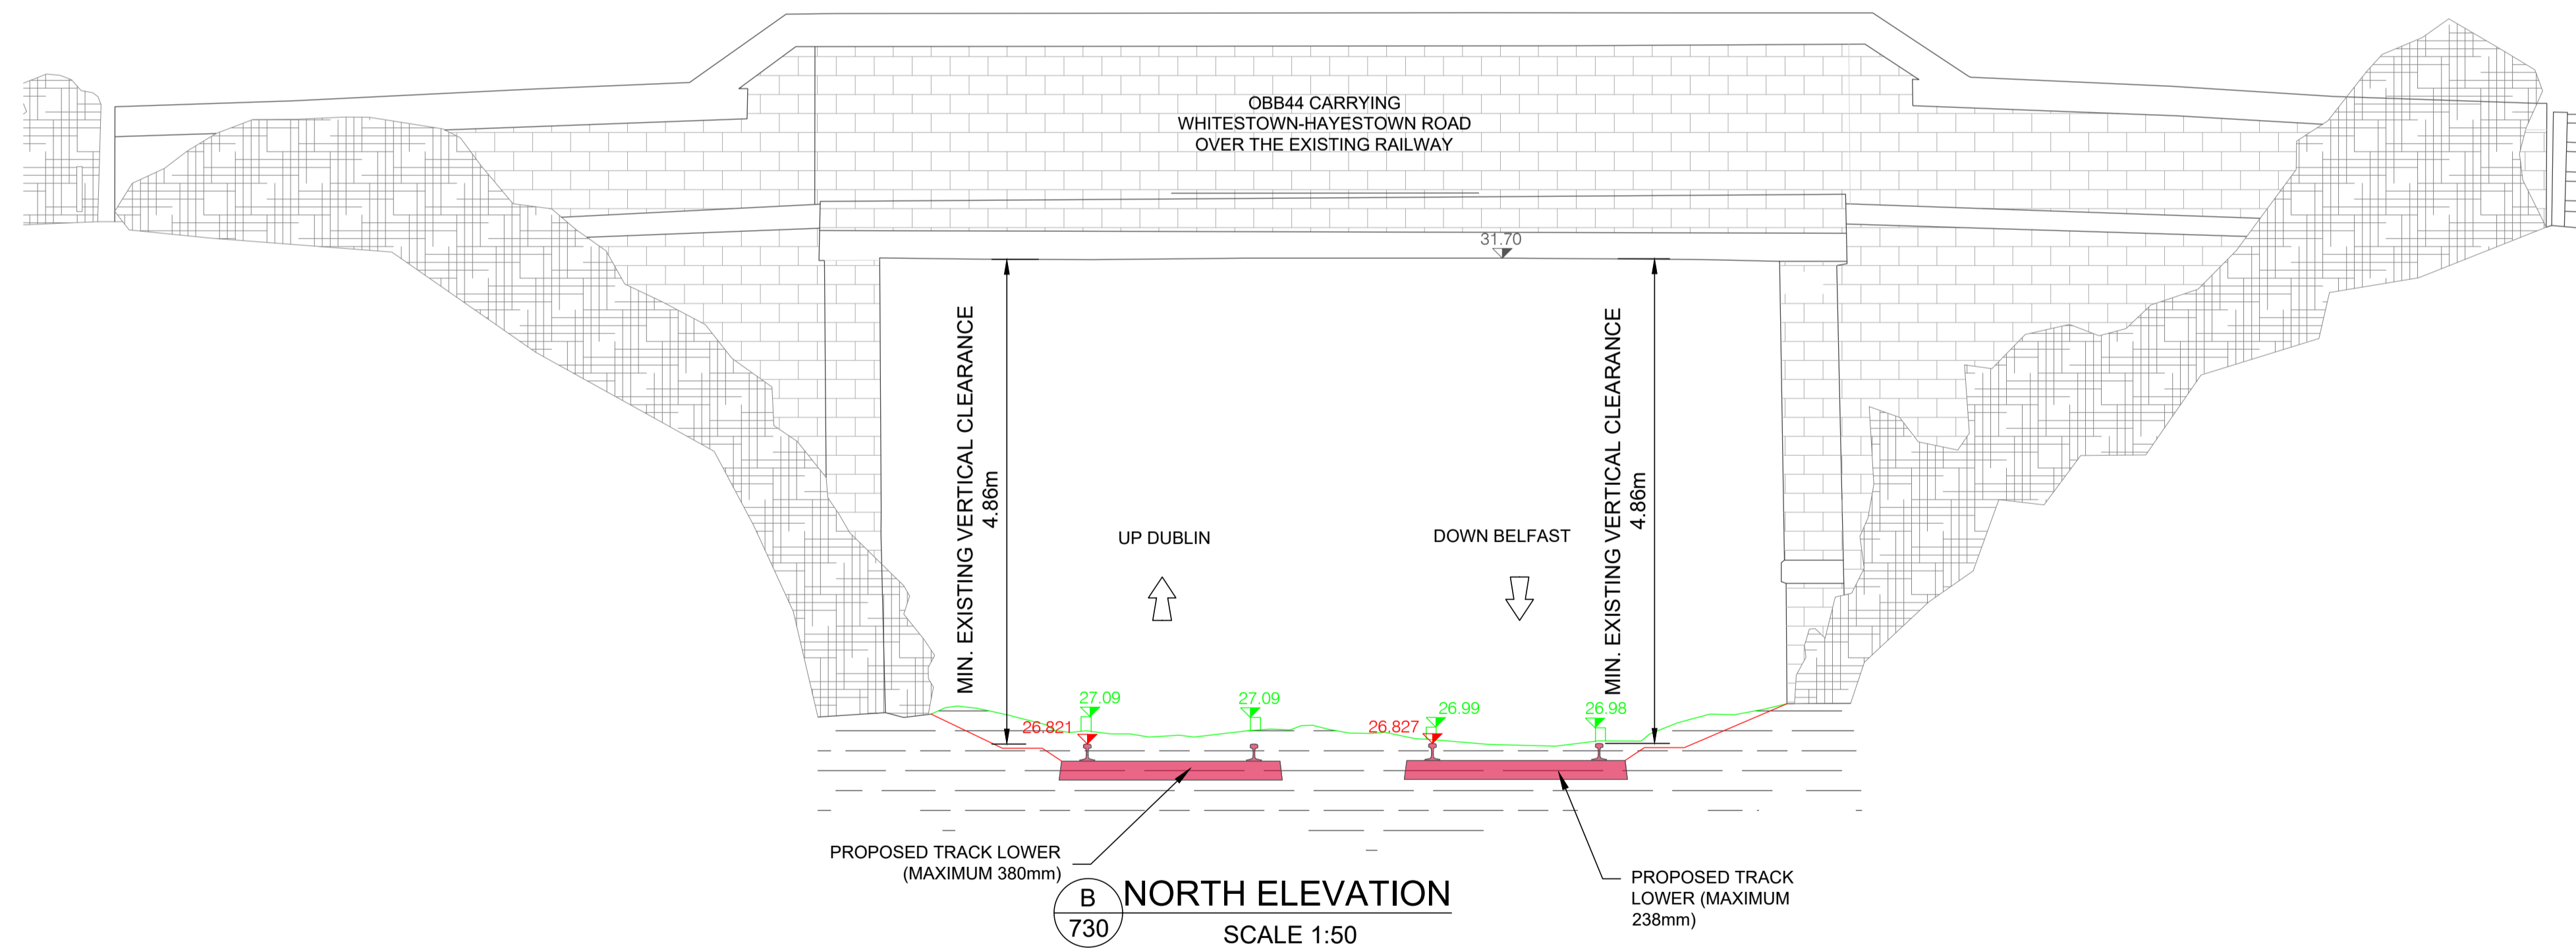 OBB44 CARRYING
WHITESTOWN-HAYESTOWN ROAD
OVER THE EXISTING RAILWAY
31.70
MIN. EXISTING VERTICAL CLEARANCE
4.86m
MIN. EXISTING VERTICAL CLEARANCE
4.86m
UP DUBLIN
DOWN BELFAST
27.09
27.09
26.99
26.98
26.821
26.827
PROPOSED TRACK LOWER
(MAXIMUM 380mm)
PROPOSED TRACK
LOWER (MAXIMUM
238mm)
B
730
NORTH ELEVATION
SCALE 1:50